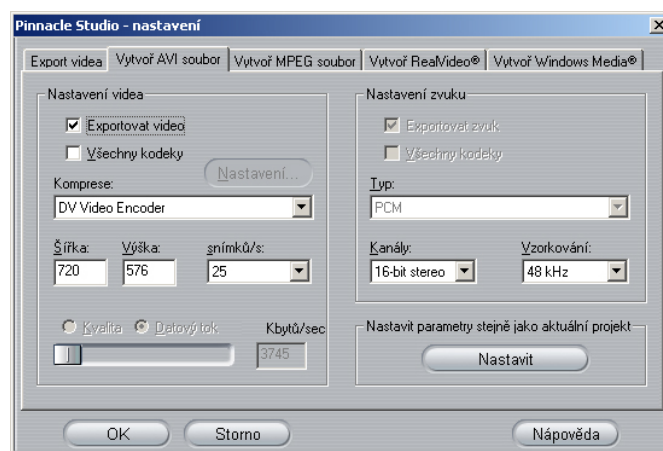 Pinnacle Studio - nastavení
Export videa
Vytvoř AVI soubor
Vytvoř MPEG soubor
Vytvoř RealVideo®
Vytvoř Windows Media®
Nastavení videa
Exportovat video
Všechny kodeky
Nastavení...
Komprese:
DV Video Encoder
Šířka:
Výška:
snímků/s:
720
576
25
Kvalita
Datový tok
Kbytů/sec
3745
Nastavení zvuku
Exportovat zvuk
Všechny kodeky
Typ:
PCM
Kanály:
Vzorkování:
16-bit stereo
48 kHz
Nastavit parametry stejně jako aktuální projekt
Nastavit
OK
Storno
Nápověda